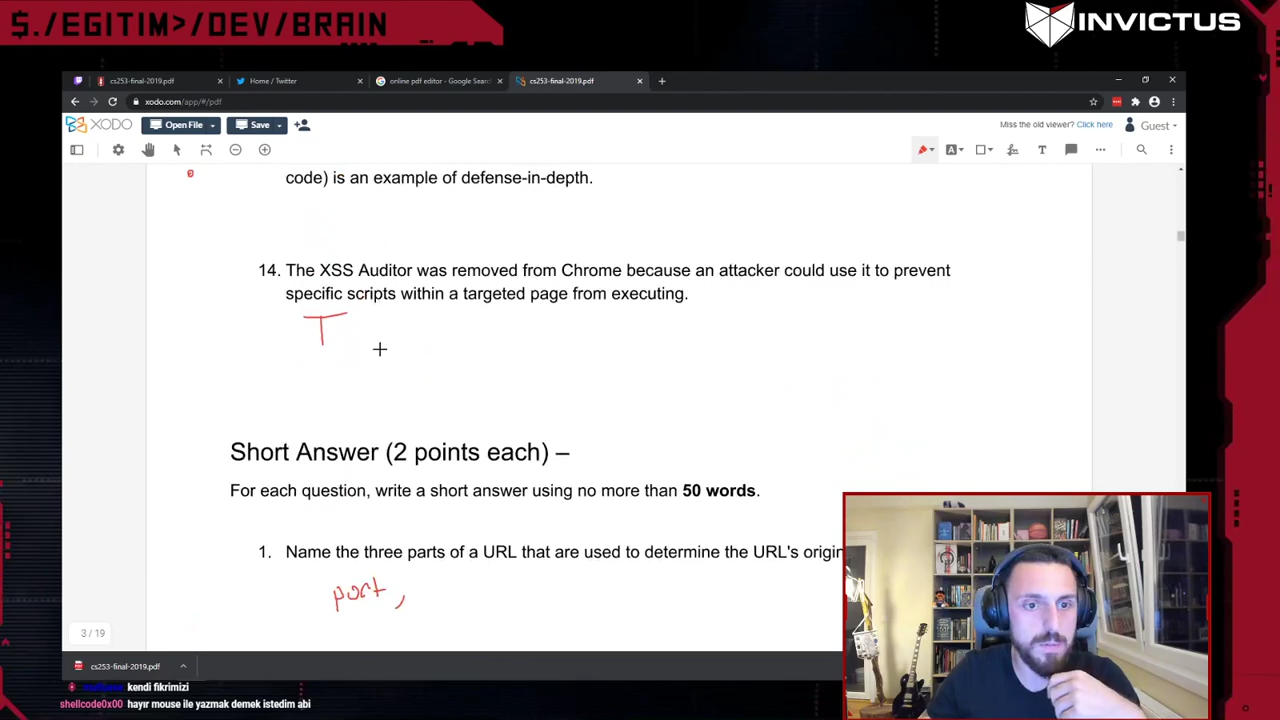 $./EGITIM>/DEV/BRAIN
INVICTUS
cs253-final-2019.pdf
Home / Twitter
online pdf editor - Google Sear
cs253-final-2019.pdf
xodo.com/app/#/pdf
XODO
Open File
Save
Miss the old viewer? Click here
Guest
code) is an example of defense-in-depth.
14. The XSS Auditor was removed from Chrome because an attacker could use it to prevent
specific scripts within a targeted page from executing.
T
Short Answer (2 points each) –
For each question, write a short answer using no more than 50 words.
1. Name the three parts of a URL that are used to determine the URL's origin
port,
3 / 19
cs253-final-2019.pdf
kendi fikrimizi
shellcode0x00 hayır mouse ile yazmak demek istedim abi